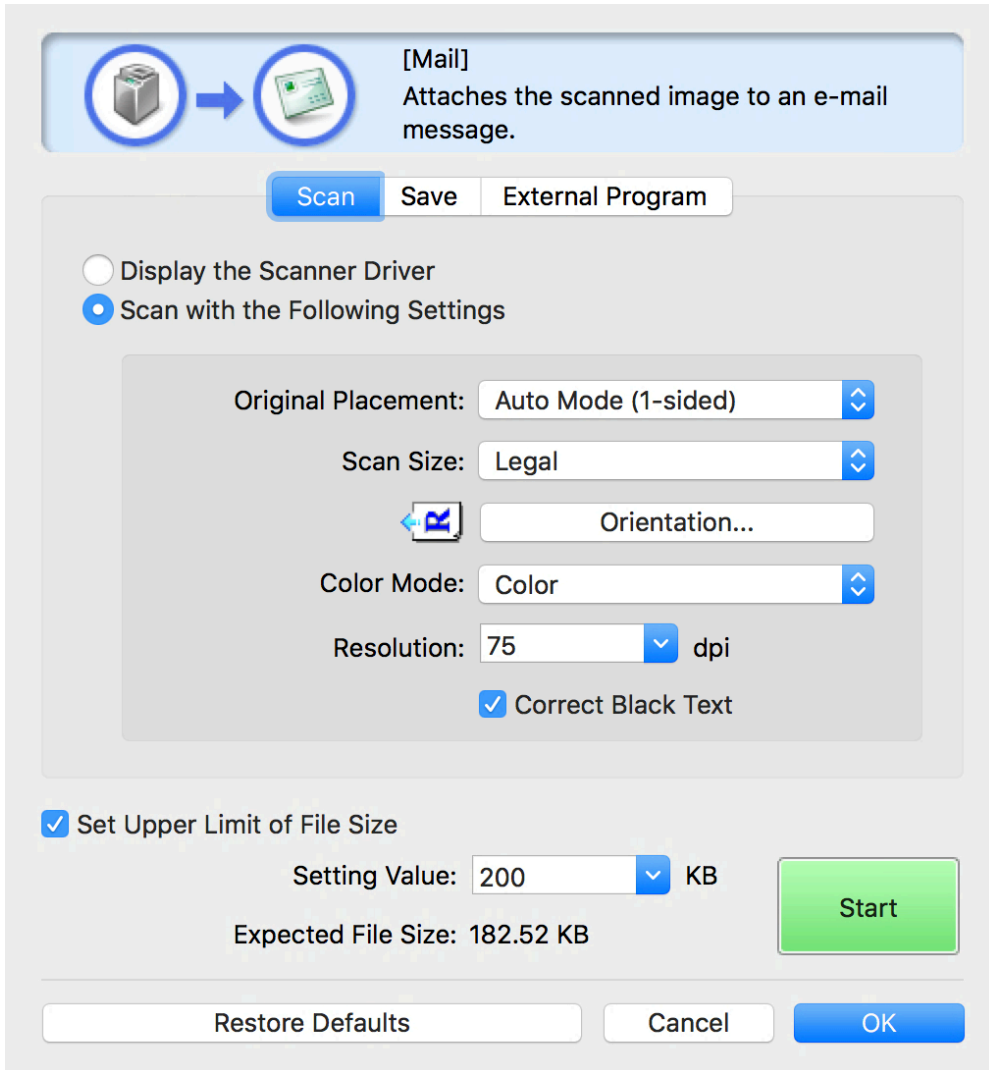 [Mail]
Attaches the scanned image to an e-mail
message.
Scan Save External Program
Display the Scanner Driver
Scan with the Following Settings
Original Placement: Auto Mode (1-sided)
Scan Size: Legal
R Orientation...
Color Mode: Color
Resolution: 75 dpi
Correct Black Text
Set Upper Limit of File Size
Setting Value: 200 KB
Start
Expected File Size: 182.52 KB
Restore Defaults Cancel OK